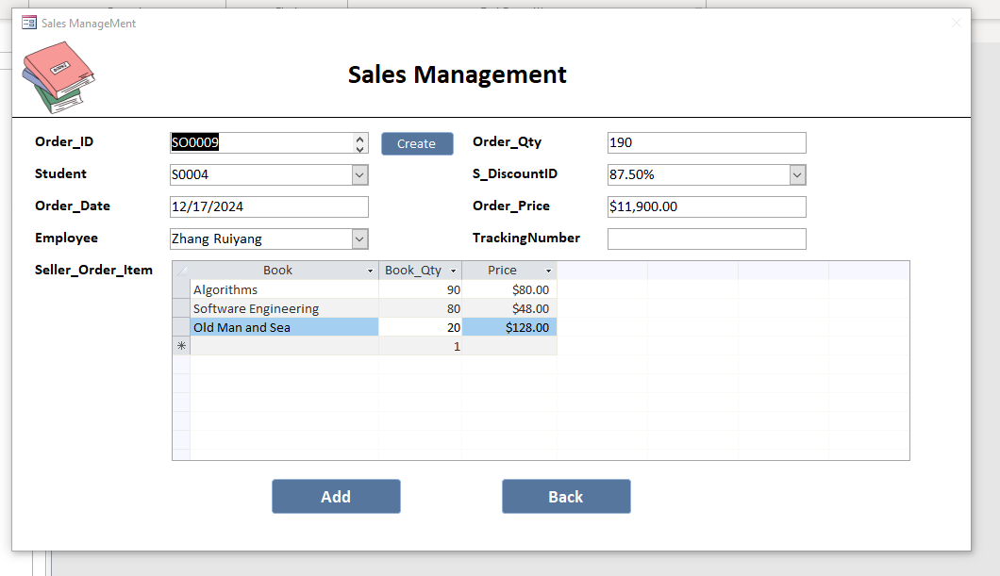 Sales ManageMent
BOOKS
Sales Management
Order_ID SO0009 Create Order_Qty 190
Student S0004 S_DiscountID 87.50%
Order_Date 12/17/2024 Order_Price $11,900.00
Employee Zhang Ruiyang TrackingNumber
Seller_Order_Item Book Book_Qty Price
Algorithms 90 $80.00
Software Engineering 80 $48.00
Old Man and Sea 20 $128.00
1
Add Back